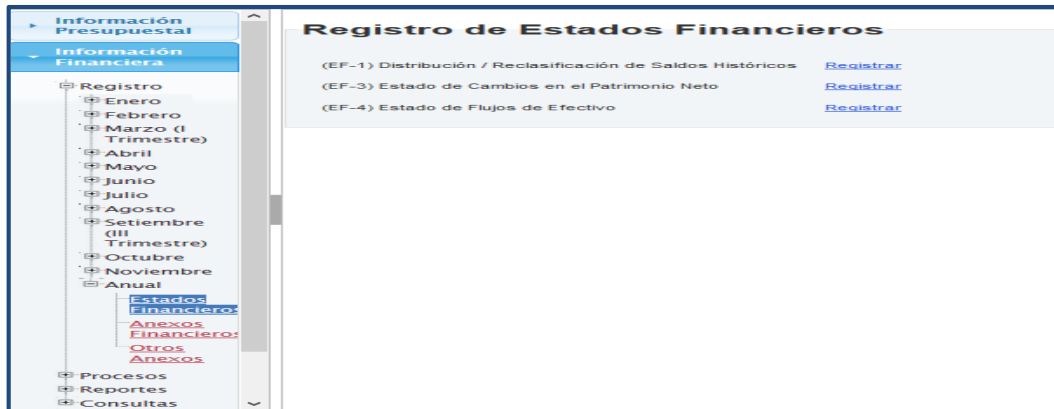 Información
Presupuestal
Información
Financiera
Registro
Enero
Febrero
Marzo (I
Trimestre)
Abril
Mayo
Junio
Julio
Agosto
Setiembre
(III
Trimestre)
Octubre
Noviembre
Anual
Estados
Financieros
Anexos
Financieros
Otros
Anexos
Procesos
Reportes
Consultas
Registro de Estados Financieros
(EF-1) Distribución / Reclasificación de Saldos Históricos Registrar
(EF-3) Estado de Cambios en el Patrimonio Neto Registrar
(EF-4) Estado de Flujos de Efectivo Registrar